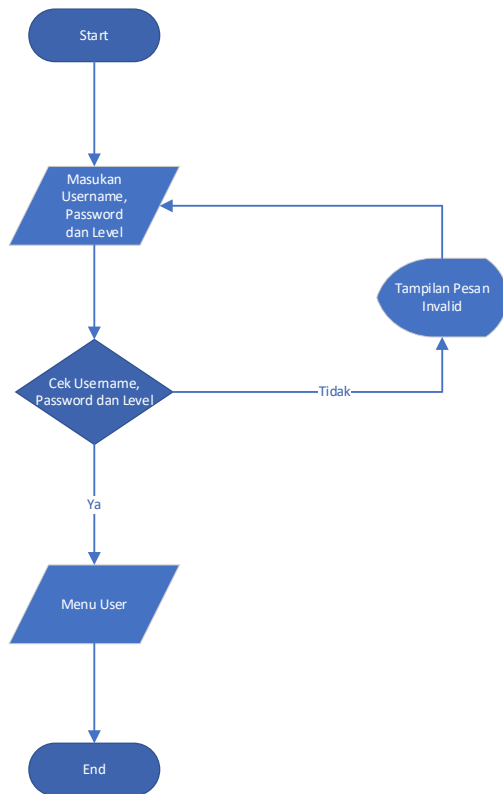 Start
Masukan
Username,
Password
dan Level
Tampilan Pesan
Invalid
Cek Username,
Password dan Level
Tidak
Ya
Menu User
End